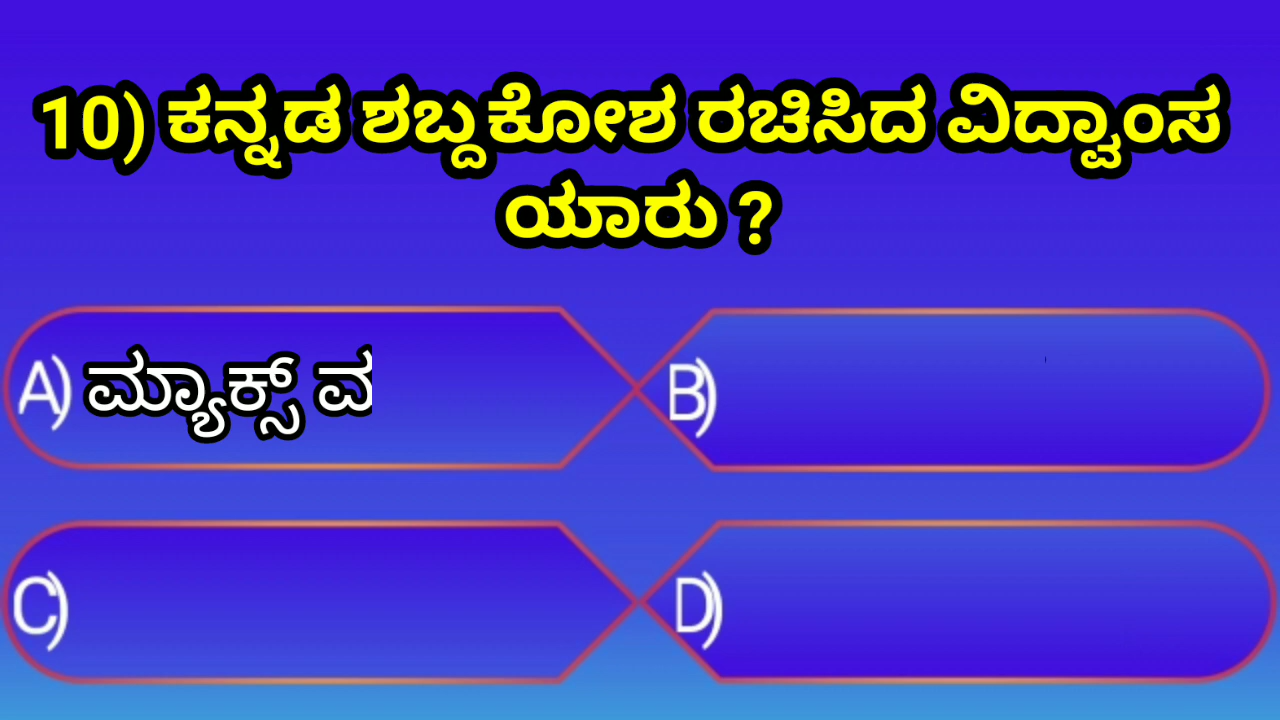 10) ಕನ್ನಡ ಶಬ್ದಕೋಶ ರಚಿಸಿದ ವಿದ್ವಾಂಸ
ಯಾರು ?
A) ಮ್ಯಾಕ್ಸ್
B)
C)
D)